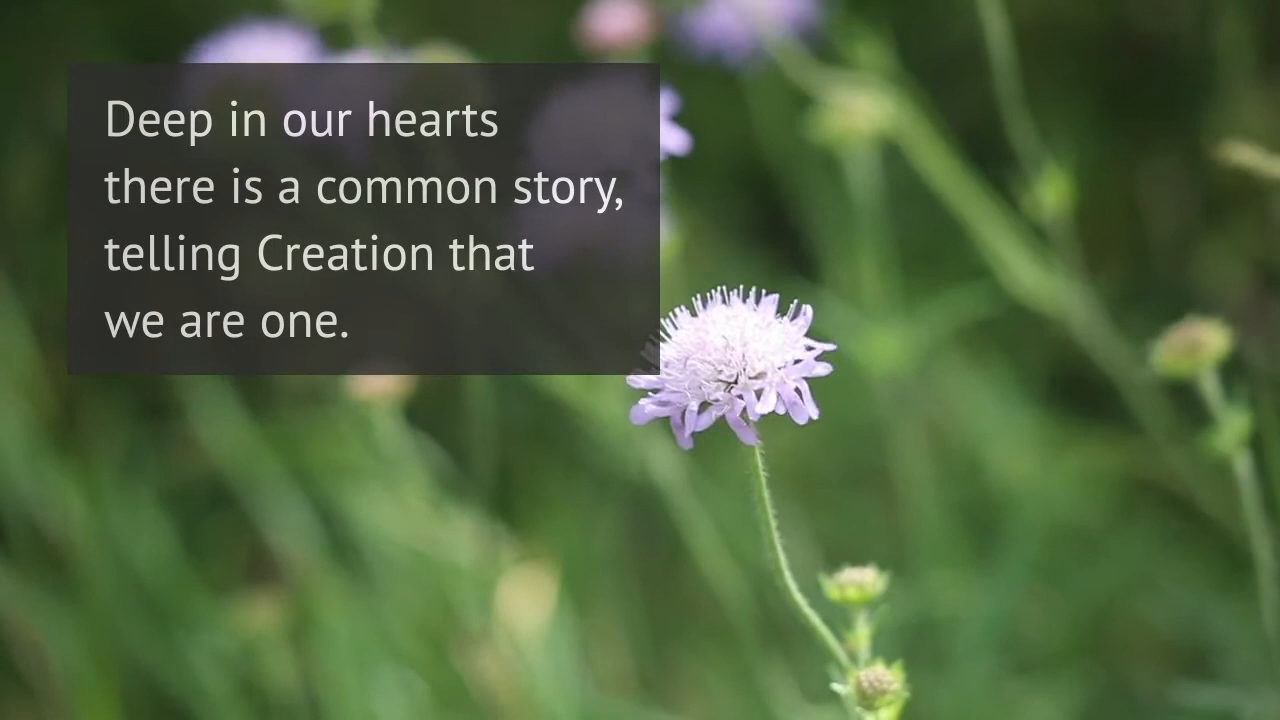 Deep in our hearts
there is a common story,
telling Creation that
we are one.